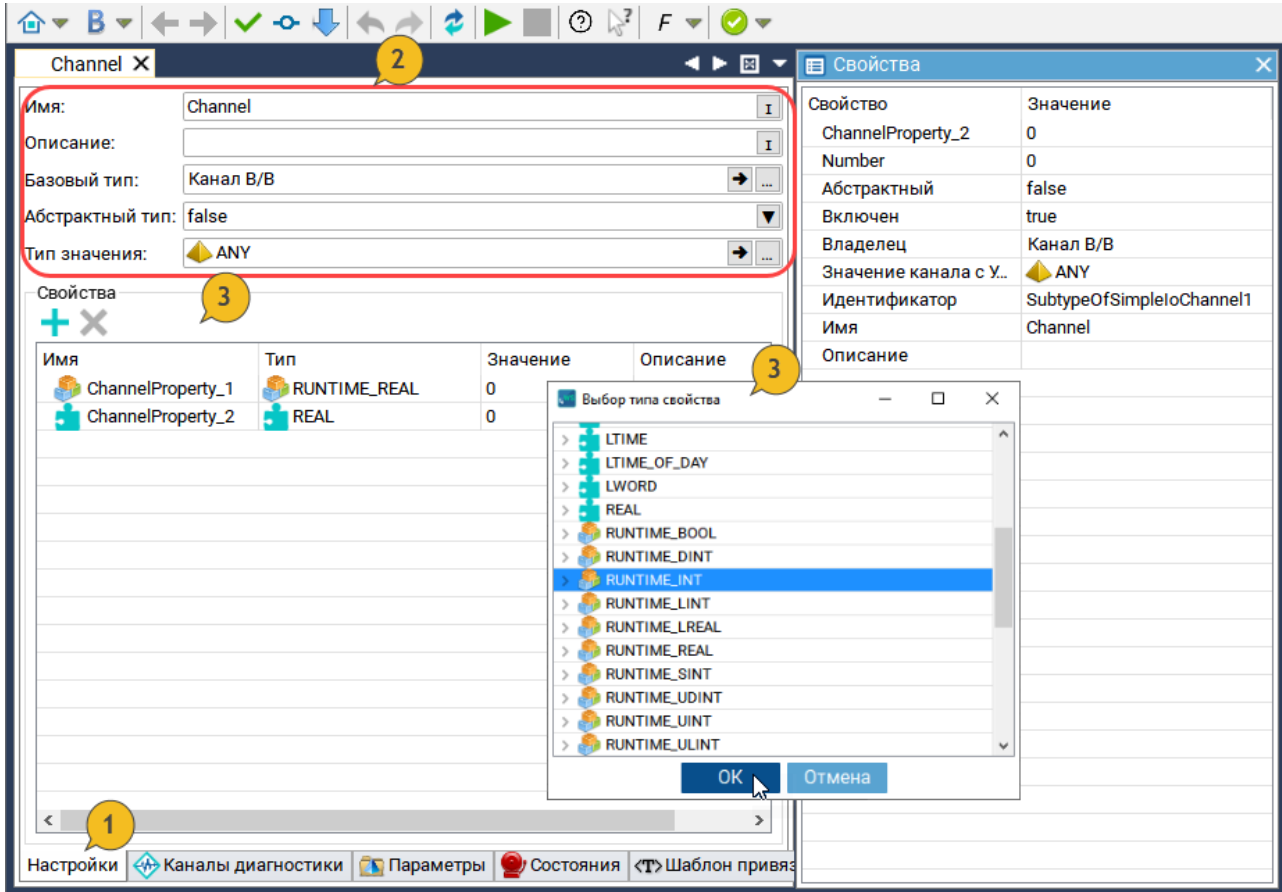 B F
Channel
2
Свойства
Имя: Channel I
Описание: I
Базовый тип: Канал В/В ...
Абстрактный тип: false
Тип значения: ANY ...
Свойства
3
Имя Тип Значение Описание
ChannelProperty_1 RUNTIME_REAL 0
ChannelProperty_2 REAL 0
3
Выбор типа свойства
LTIME
LTIME_OF_DAY
LWORD
REAL
RUNTIME_BOOL
RUNTIME_DINT
RUNTIME_INT
RUNTIME_LINT
RUNTIME_LREAL
RUNTIME_REAL
RUNTIME_SINT
RUNTIME_UDINT
RUNTIME_UINT
RUNTIME_ULINT
OK Отмена
1
Настройки Каналы диагностики Параметры Состояния <T> Шаблон привяз
Свойство Значение
ChannelProperty_2 0
Number 0
Абстрактный false
Включен true
Владелец Канал В/В
Значение канала с У... ANY
Идентификатор SubtypeOfSimpleIoChannel1
Имя Channel
Описание